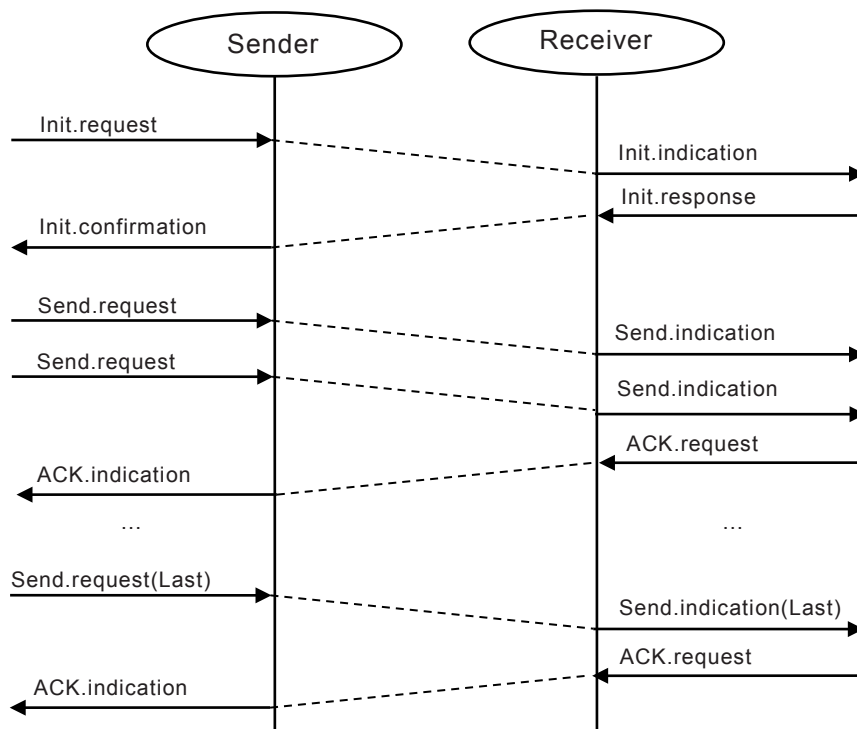 Sender
Receiver
Init.request
Init.indication
Init.response
Init.confirmation
Send.request
Send.indication
Send.request
Send.indication
ACK.request
ACK.indication
...
...
Send.request(Last)
Send.indication(Last)
ACK.request
ACK.indication